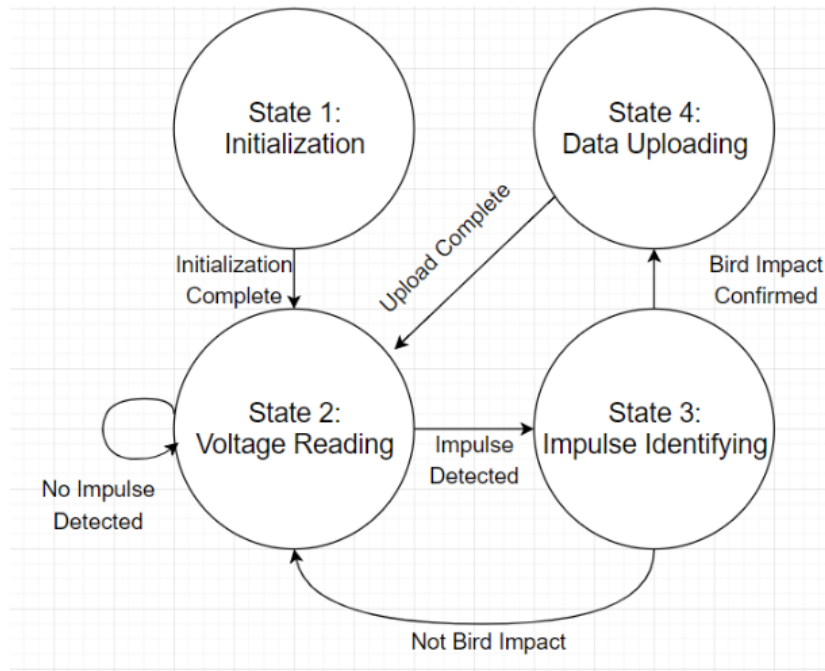 State 1:
Initialization
State 4:
Data Uploading
Initialization
Complete
Upload Complete
Bird Impact
Confirmed
State 2:
Voltage Reading
Impulse
Detected
State 3:
Impulse Identifying
No Impulse
Detected
Not Bird Impact